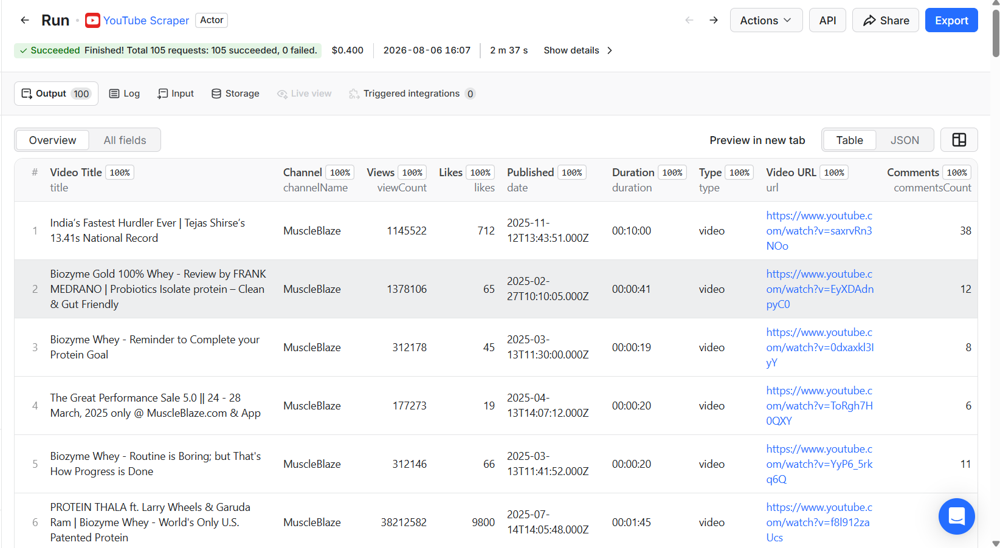 Run
YouTube Scraper
Actor
Actions
API
Share
Export
Succeeded Finished! Total 105 requests: 105 succeeded, 0 failed.
$0.400
2026-08-06 16:07
2 m 37 s
Show details
Output 100
Log
Input
Storage
Live view
Triggered integrations 0
Overview
All fields
Preview in new tab
Table
JSON
# Video Title 100% Channel 100% Views 100% Likes 100% Published 100% Duration 100% Type 100% Video URL 100% Comments 100%
title channelName viewCount likes date duration type url commentsCount
1
India’s Fastest Hurdler Ever | Tejas Shirse’s
13.41s National Record
MuscleBlaze
1145522
712
2025-11-
12T13:43:51.000Z
00:10:00
video
https://www.youtube.c
om/watch?v=saxrvRn3
NOo
38
2
Biozyme Gold 100% Whey - Review by FRANK
MEDRANO | Probiotics Isolate protein – Clean
& Gut Friendly
MuscleBlaze
1378106
65
2025-02-
27T10:10:05.000Z
00:00:41
video
https://www.youtube.c
om/watch?v=EyXDAdn
pyC0
12
3
Biozyme Whey - Reminder to Complete your
Protein Goal
MuscleBlaze
312178
45
2025-03-
13T11:30:00.000Z
00:00:19
video
https://www.youtube.c
om/watch?v=0dxaxkl3I
yY
8
4
The Great Performance Sale 5.0 || 24 - 28
March, 2025 only @ MuscleBlaze.com & App
MuscleBlaze
177273
19
2025-04-
13T14:07:12.000Z
00:00:20
video
https://www.youtube.c
om/watch?v=ToRgh7H
0QXY
6
5
Biozyme Whey - Routine is Boring; but That's
How Progress is Done
MuscleBlaze
312146
66
2025-03-
13T11:41:52.000Z
00:00:20
video
https://www.youtube.c
om/watch?v=YyP6_5rk
q6Q
11
6
PROTEIN THALA ft. Larry Wheels & Garuda
Ram | Biozyme Whey - World's Only U.S.
Patented Protein
MuscleBlaze
38212582
9800
2025-07-
14T14:05:48.000Z
00:01:45
video
https://www.youtube.c
om/watch?v=f8l912za
Ucs